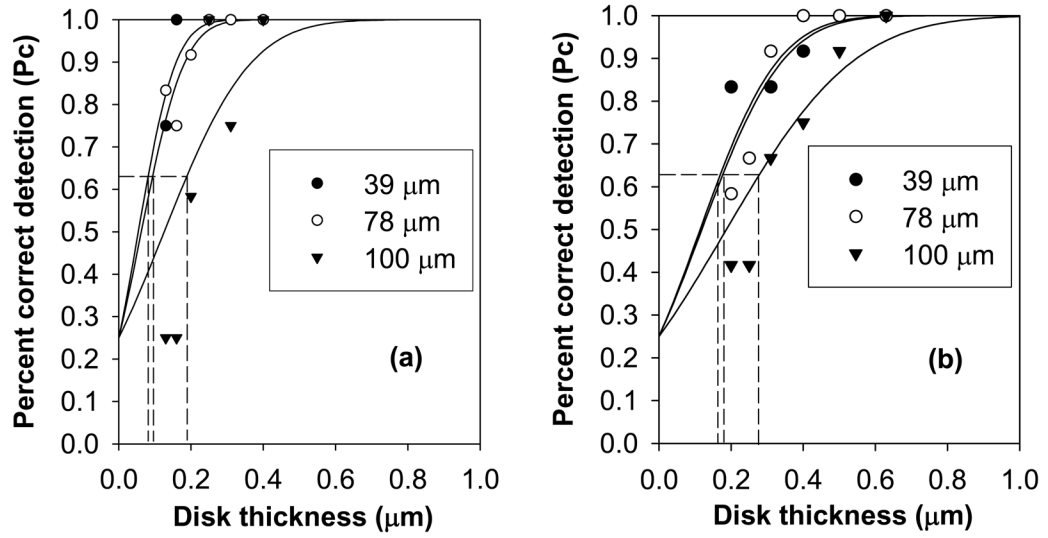 Percent correct detection (Pc)
1.0
0.9
0.8
0.7
0.6
0.5
0.4
0.3
0.2
0.1
0.0
39 μm
78 μm
100 μm
(a)
0.0 0.2 0.4 0.6 0.8 1.0
Disk thickness (μm)
Percent correct detection (Pc)
1.0
0.9
0.8
0.7
0.6
0.5
0.4
0.3
0.2
0.1
0.0
39 μm
78 μm
100 μm
(b)
0.0 0.2 0.4 0.6 0.8 1.0
Disk thickness (μm)